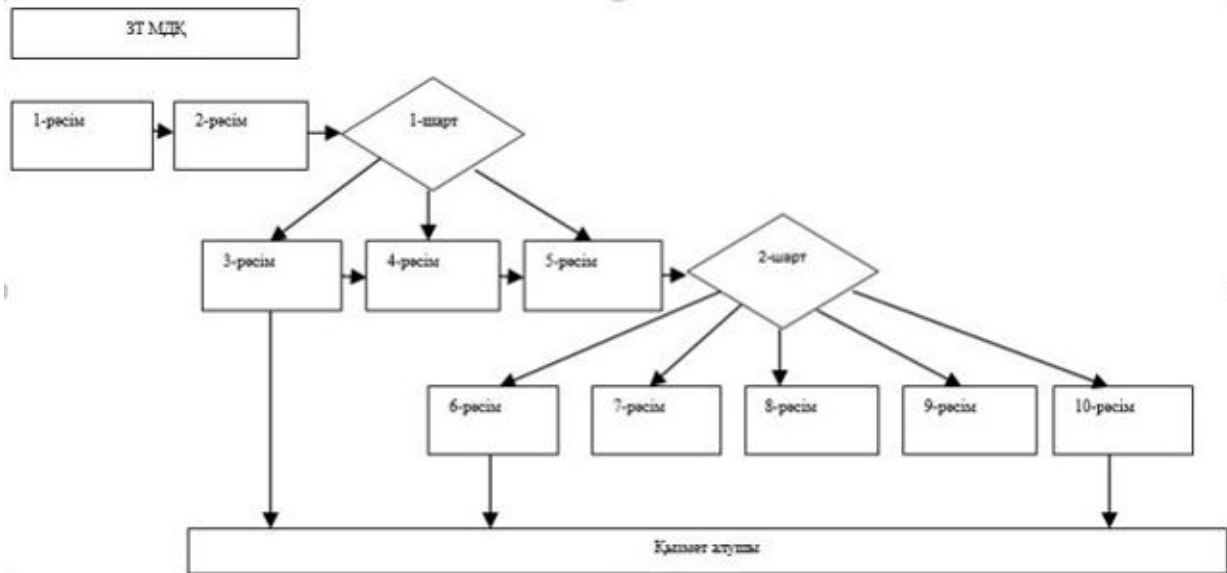 ЗТ МДҚ
1-рәсім
2-рәсім
1-шарт
3-рәсім
4-рәсім
5-рәсім
2-шарт
6-рәсім
7-рәсім
8-рәсім
9-рәсім
10-рәсім
Қызмет алушы